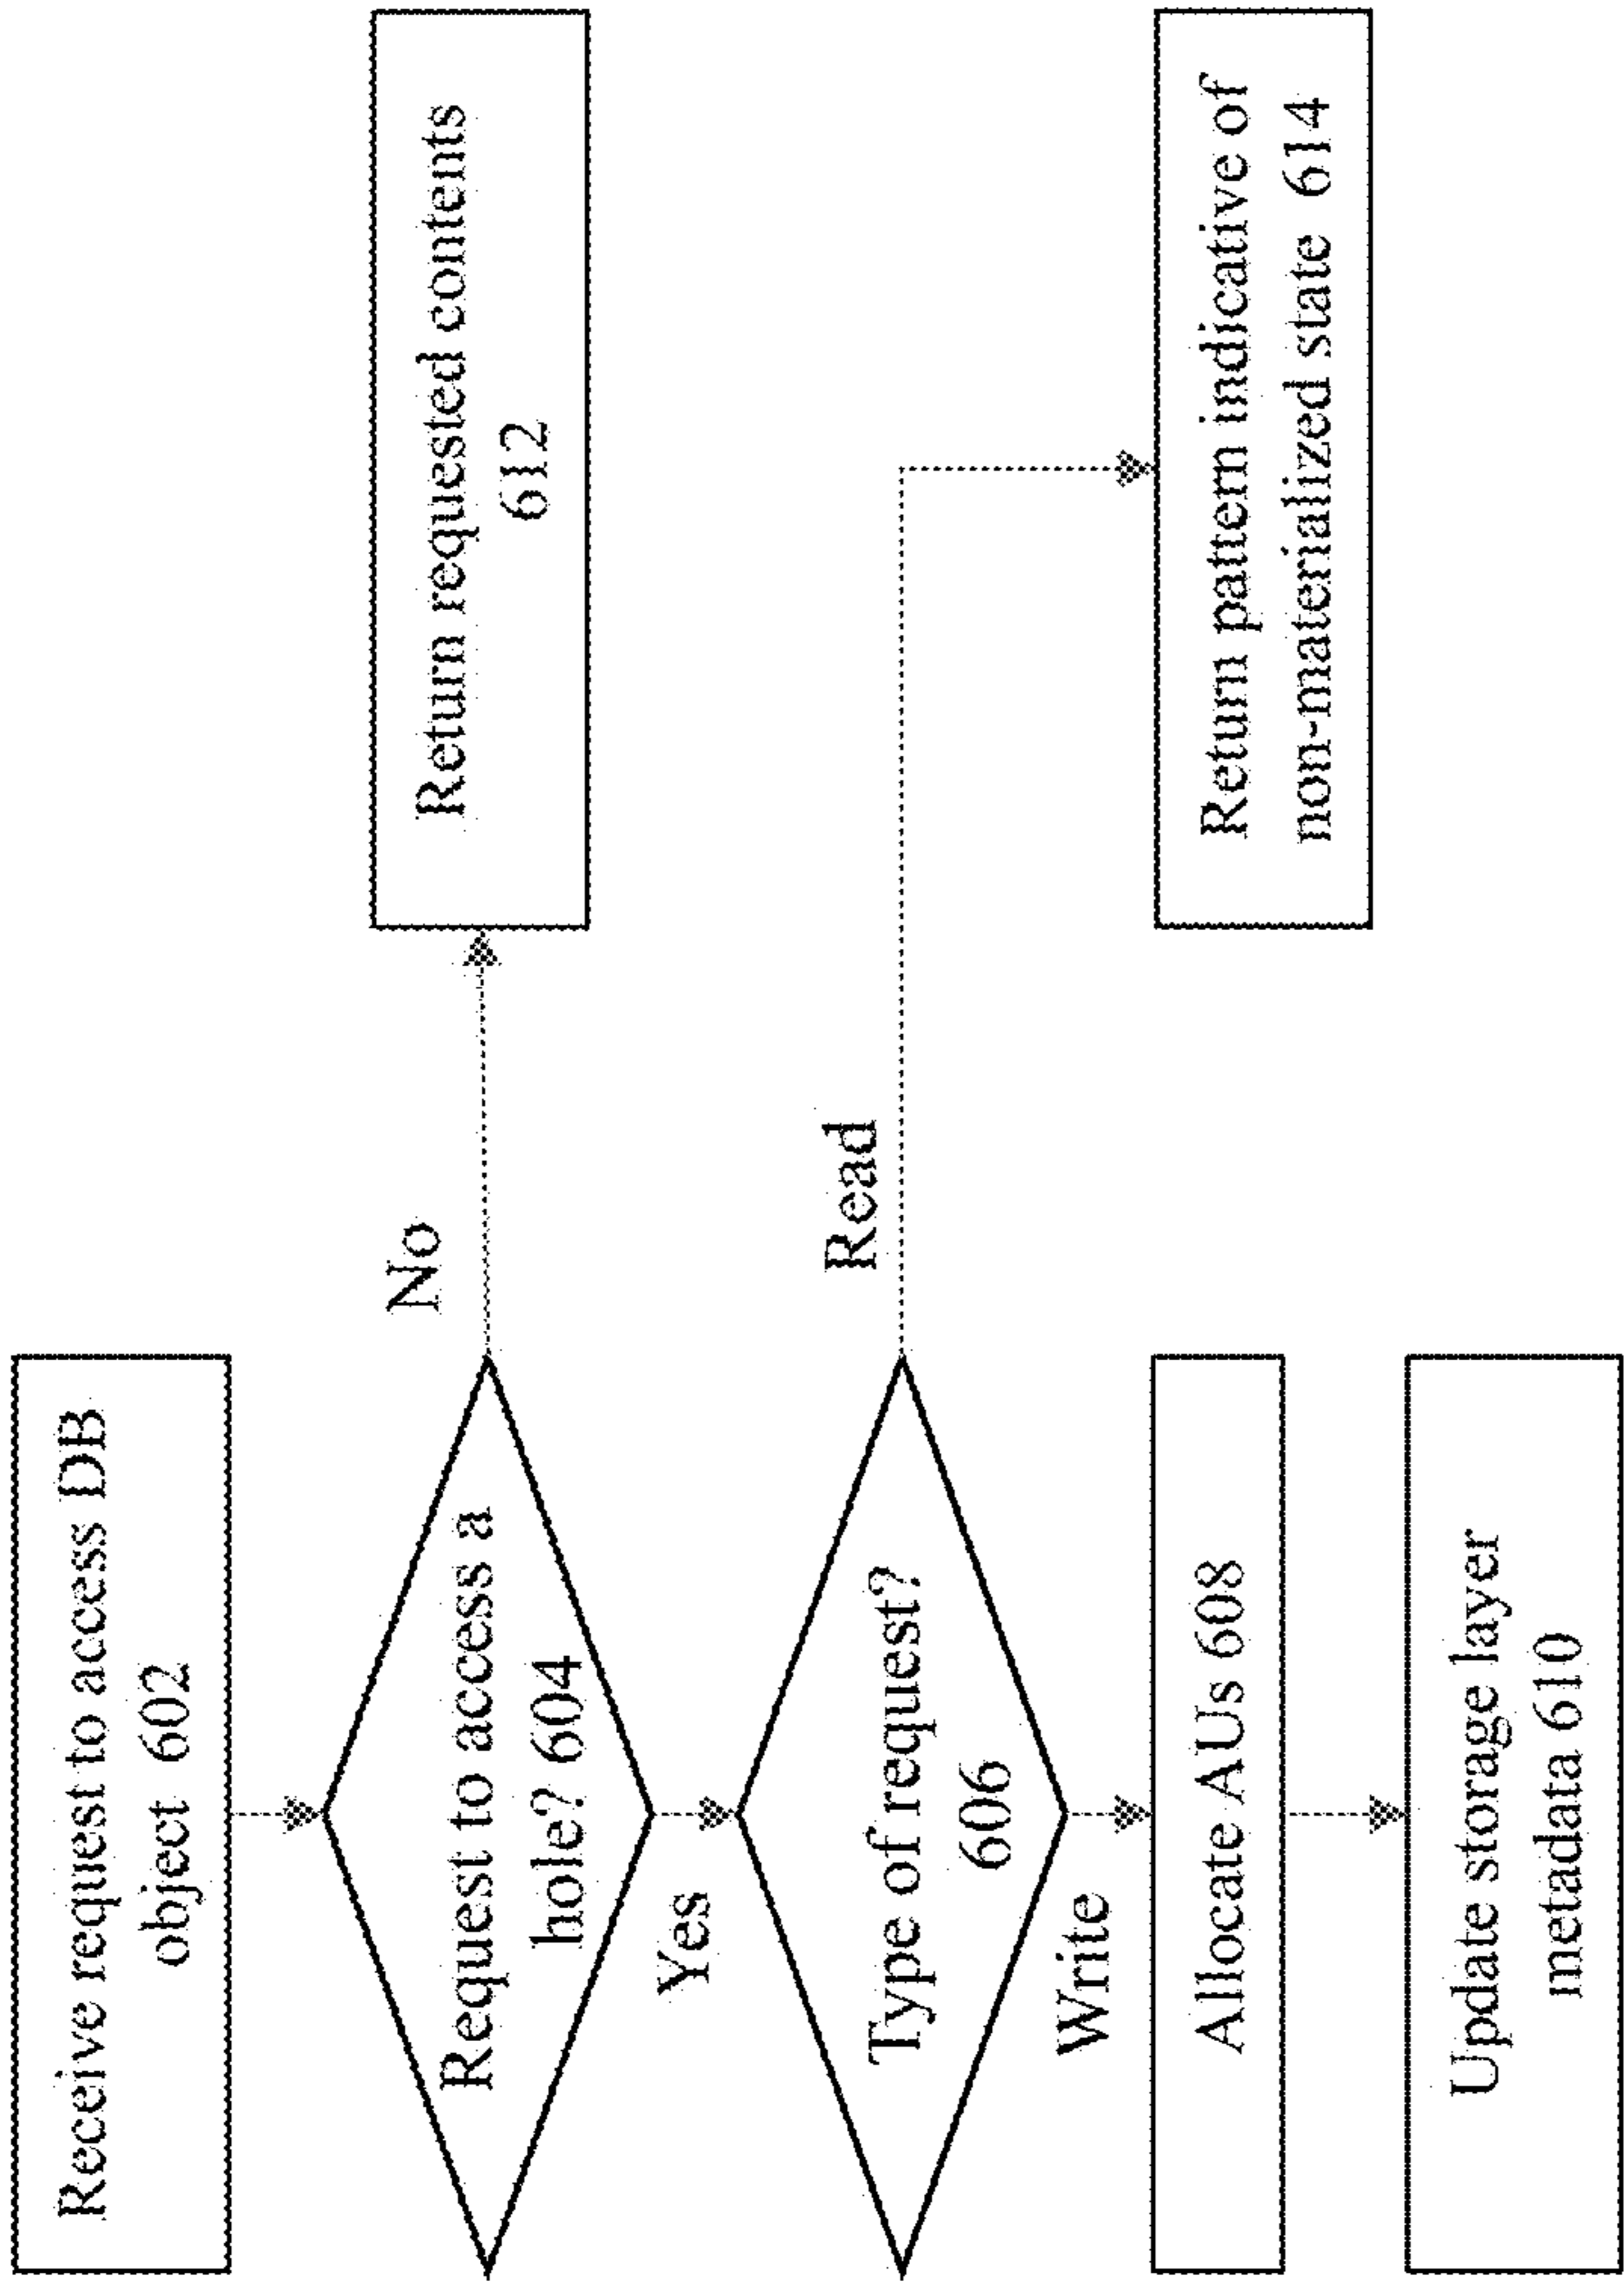 Receive request to access DB
object 602
Request to access a
hole? 604
No
Return requested contents
612
Yes
Type of request?
606
Read
Return pattern indicative of
non-materialized state 614
Write
Allocate AUs 608
Update storage layer
metadata 610